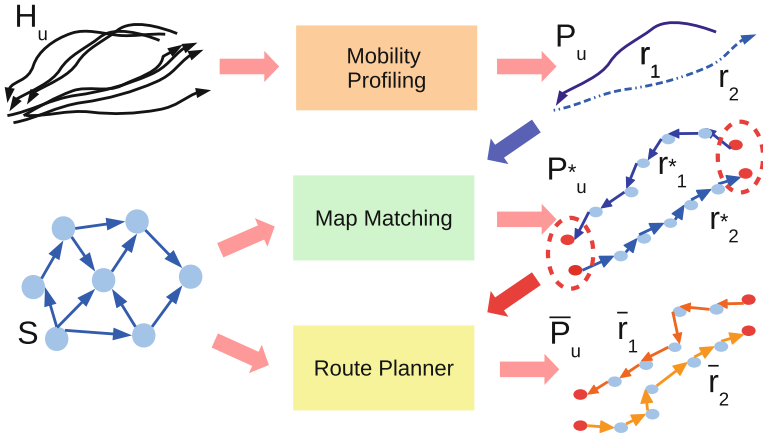 H_u
Mobility
Profiling
P_u
r_1
r_2
P*_u
r*_1
r*_2
Map Matching
S
Route Planner
P̅_u
r̅_1
r̅_2